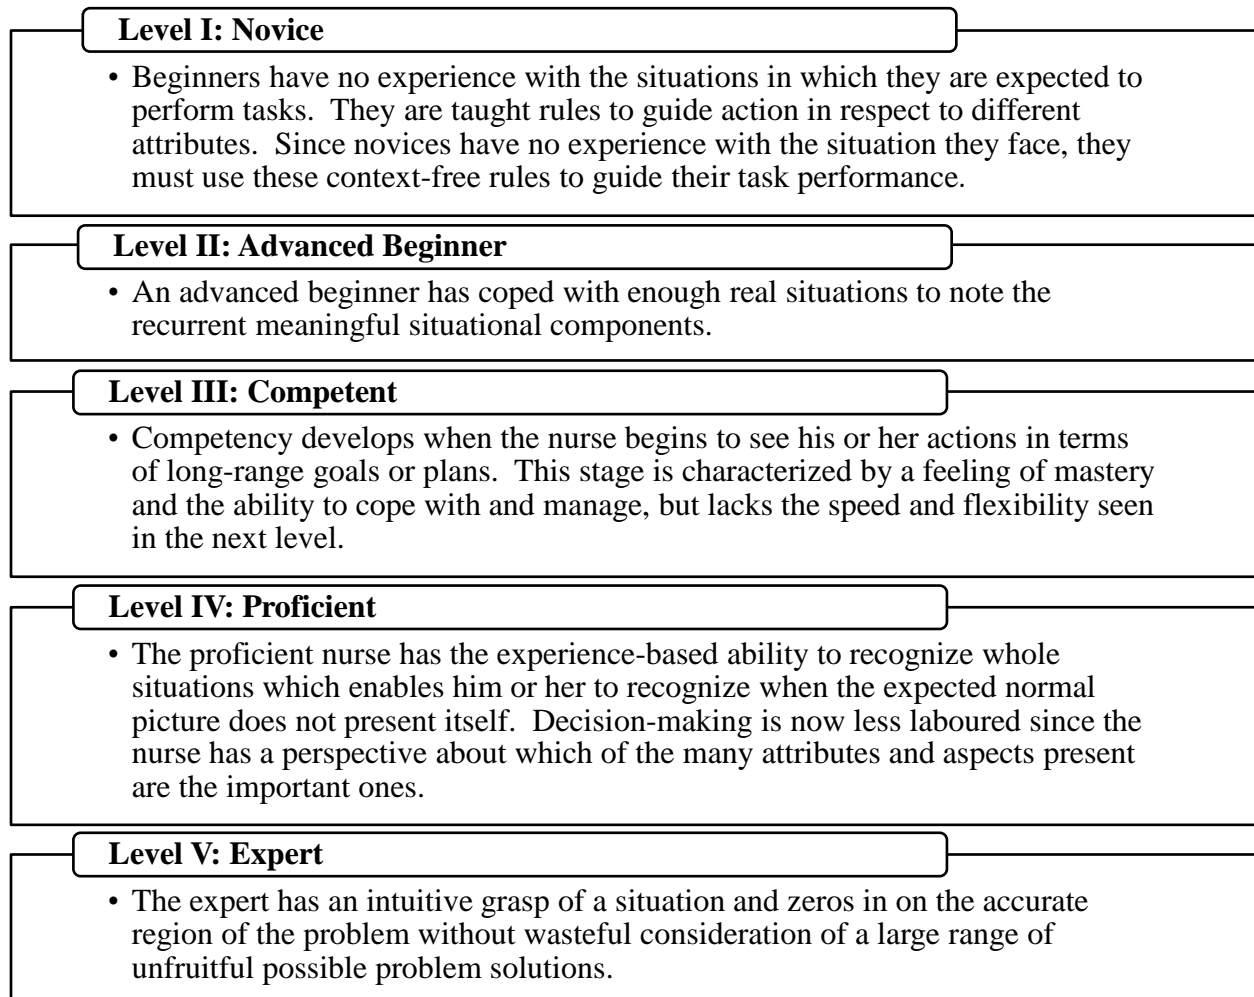 Level I: Novice
• Beginners have no experience with the situations in which they are expected to
perform tasks.  They are taught rules to guide action in respect to different
attributes.  Since novices have no experience with the situation they face, they
must use these context-free rules to guide their task performance.
Level II: Advanced Beginner
• An advanced beginner has coped with enough real situations to note the
recurrent meaningful situational components.
Level III: Competent
• Competency develops when the nurse begins to see his or her actions in terms
of long-range goals or plans.  This stage is characterized by a feeling of mastery
and the ability to cope with and manage, but lacks the speed and flexibility seen
in the next level.
Level IV: Proficient
• The proficient nurse has the experience-based ability to recognize whole
situations which enables him or her to recognize when the expected normal
picture does not present itself.  Decision-making is now less laboured since the
nurse has a perspective about which of the many attributes and aspects present
are the important ones.
Level V: Expert
• The expert has an intuitive grasp of a situation and zeros in on the accurate
region of the problem without wasteful consideration of a large range of
unfruitful possible problem solutions.